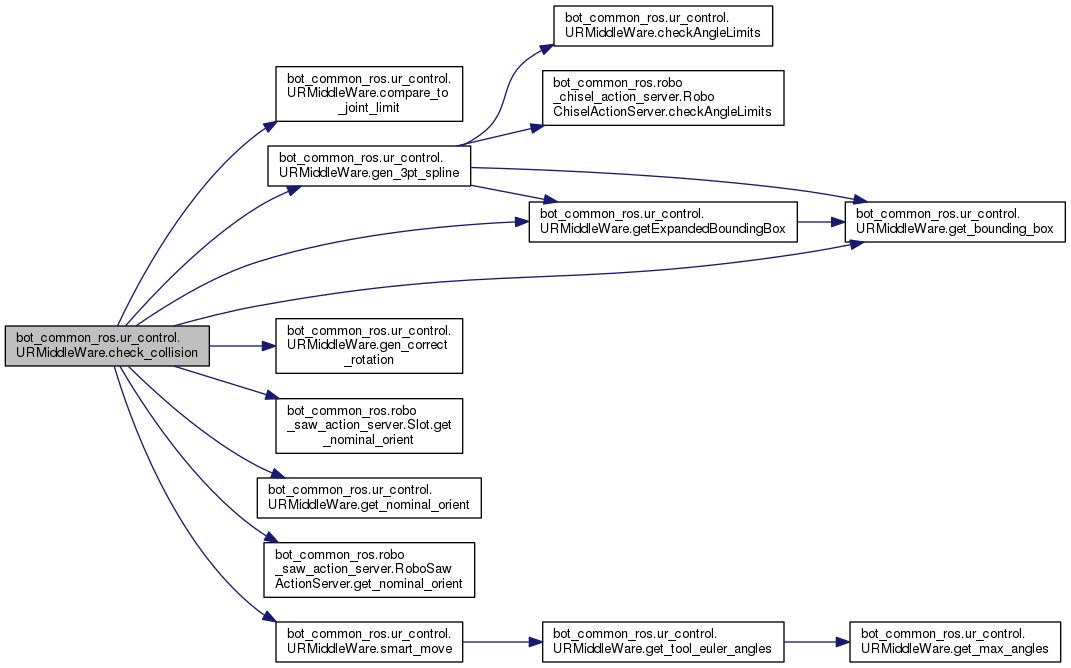 bot_common_ros.ur_control.
URMiddleWare.checkAngleLimits
bot_common_ros.ur_control.
URMiddleWare.compare_to
_joint_limit
bot_common_ros.robo
_chisel_action_server.Robo
ChiselActionServer.checkAngleLimits
bot_common_ros.ur_control.
URMiddleWare.gen_3pt_spline
bot_common_ros.ur_control.
URMiddleWare.getExpandedBoundingBox
bot_common_ros.ur_control.
URMiddleWare.get_bounding_box
bot_common_ros.ur_control.
URMiddleWare.check_collision
bot_common_ros.ur_control.
URMiddleWare.gen_correct
_rotation
bot_common_ros.robo
_saw_action_server.Slot.get
_nominal_orient
bot_common_ros.ur_control.
URMiddleWare.get_nominal_orient
bot_common_ros.robo
_saw_action_server.RoboSaw
ActionServer.get_nominal_orient
bot_common_ros.ur_control.
URMiddleWare.smart_move
bot_common_ros.ur_control.
URMiddleWare.get_tool_euler_angles
bot_common_ros.ur_control.
URMiddleWare.get_max_angles